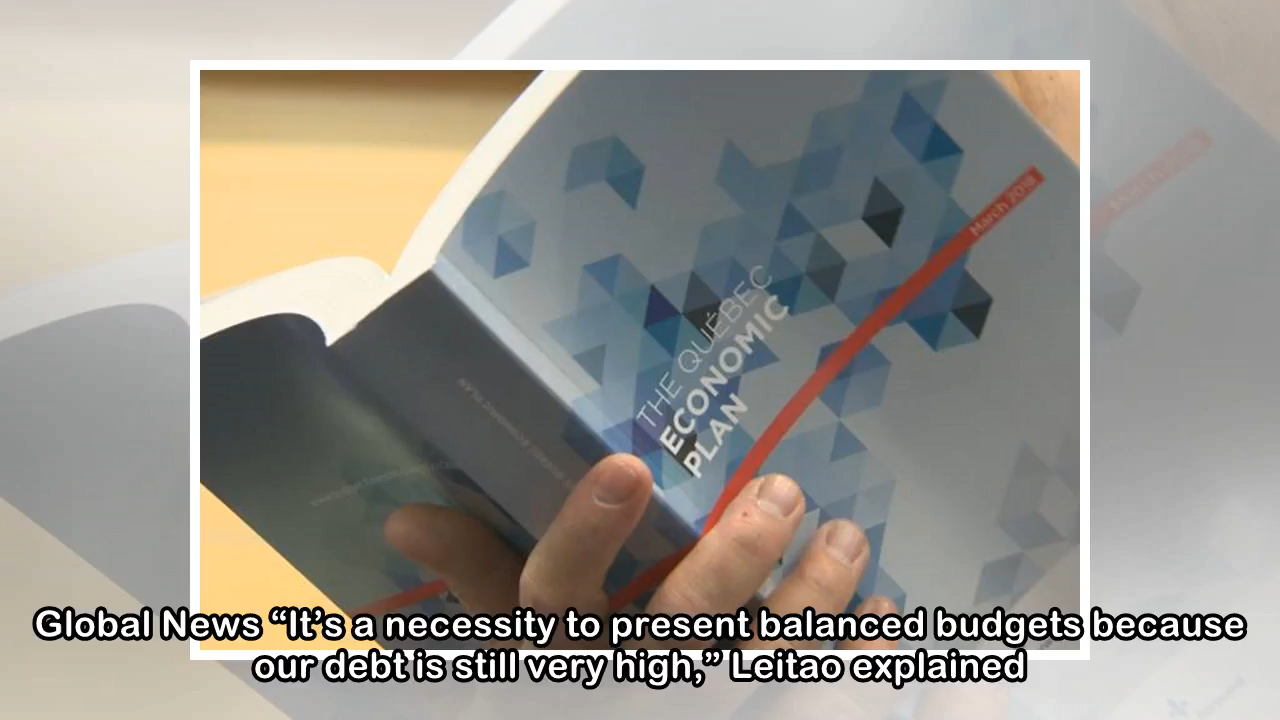 March 2018
THE QUÉBEC
ECONOMIC
PLAN
Global News “It’s a necessity to present balanced budgets because
our debt is still very high,” Leitao explained